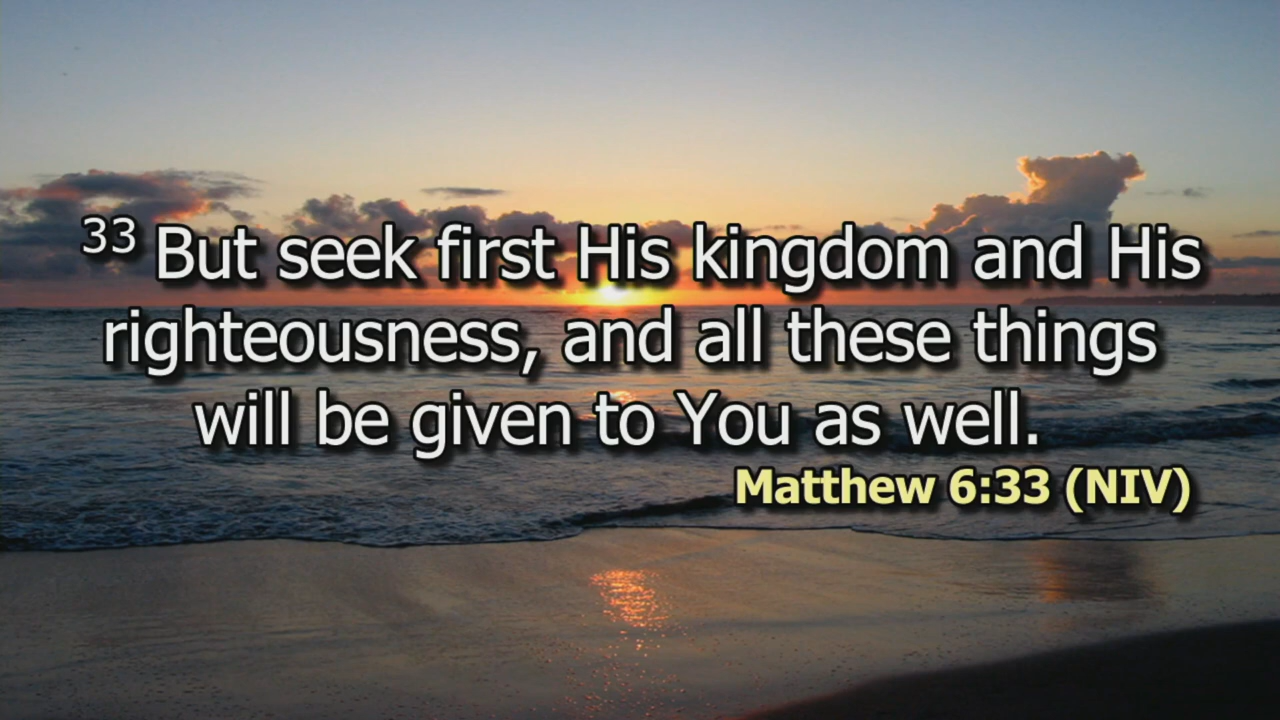 33 But seek first His kingdom and His
righteousness, and all these things
will be given to You as well.
Matthew 6:33 (NIV)